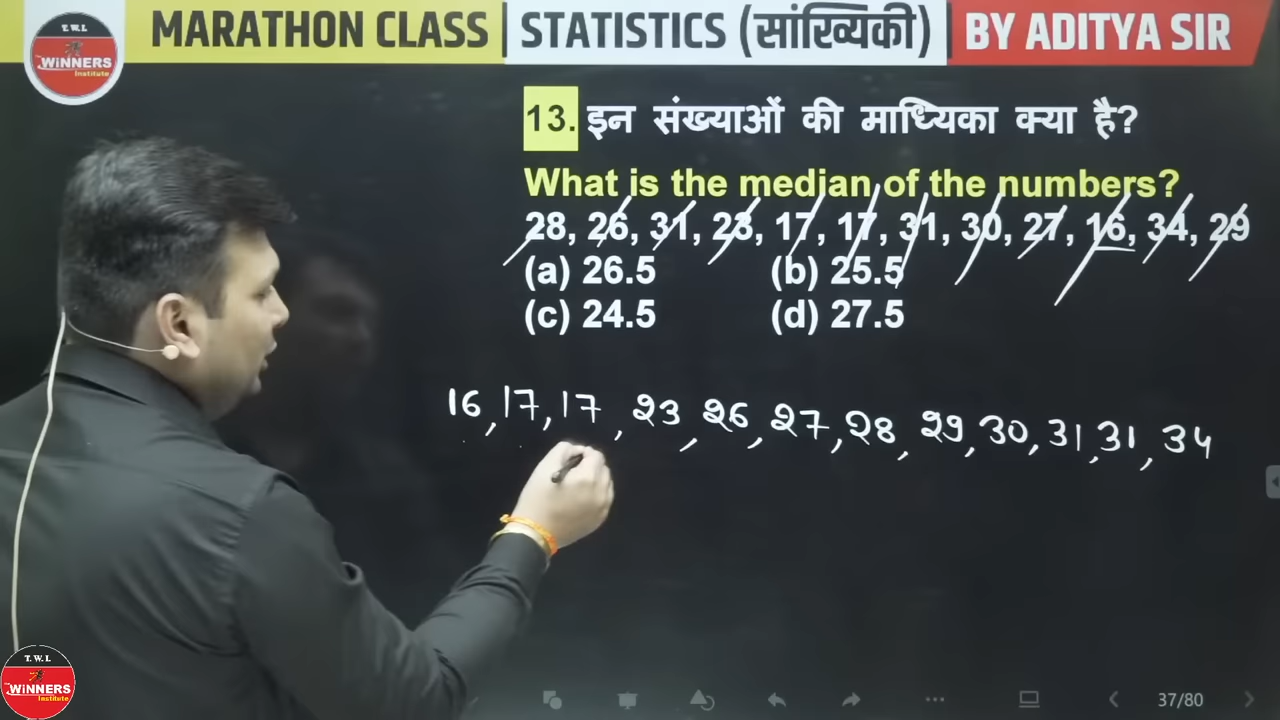 T.W.I.
WiNNERS
Institute
MARATHON CLASS STATISTICS (सांख्यिकी) BY ADITYA SIR
13. इन संख्याओं की माध्यिका क्या है?
What is the median of the numbers?
28, 26, 31, 23, 17, 17, 31, 30, 27, 16, 34, 29
(a) 26.5 (b) 25.5
(c) 24.5 (d) 27.5
16, 17, 17, 23, 26, 27, 28, 29, 30, 31, 31, 34
T.W.I.
WiNNERS
Institute
37/80